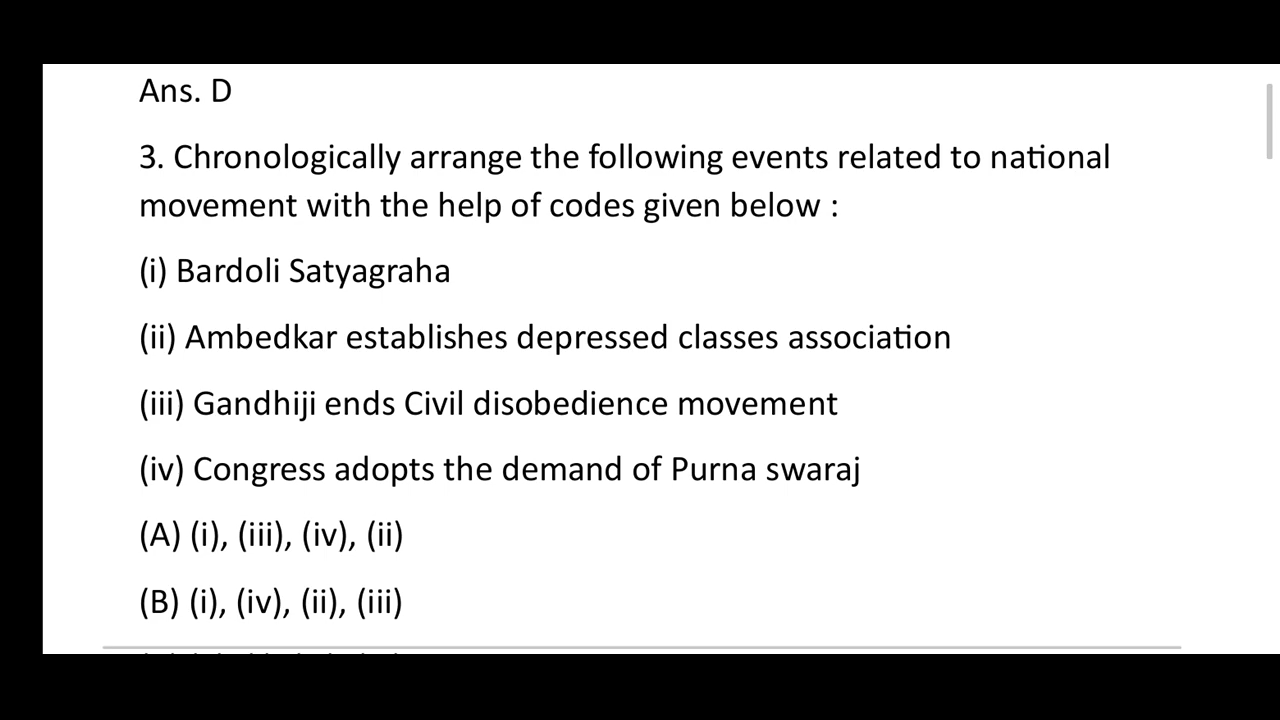 Ans. D
3. Chronologically arrange the following events related to national
movement with the help of codes given below :
(i) Bardoli Satyagraha
(ii) Ambedkar establishes depressed classes association
(iii) Gandhiji ends Civil disobedience movement
(iv) Congress adopts the demand of Purna swaraj
(A) (i), (iii), (iv), (ii)
(B) (i), (iv), (ii), (iii)